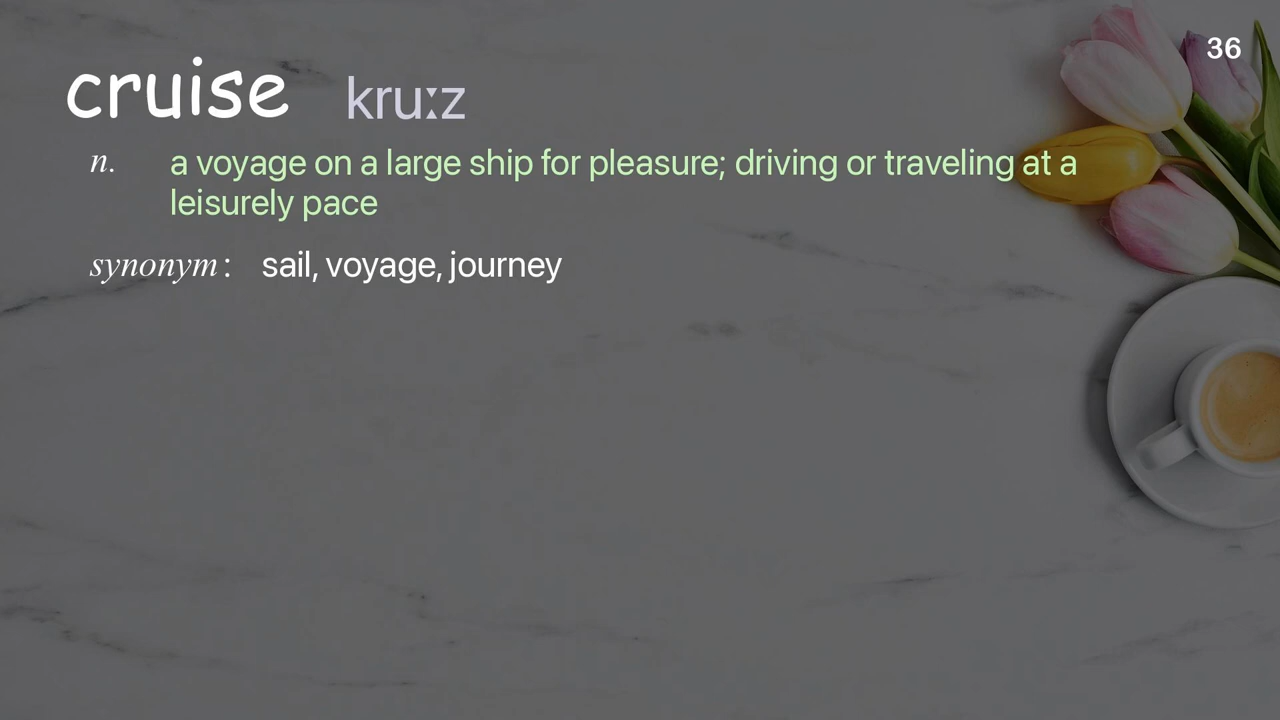 36
cruise kruːz
n. a voyage on a large ship for pleasure; driving or traveling at a
leisurely pace
synonym: sail, voyage, journey